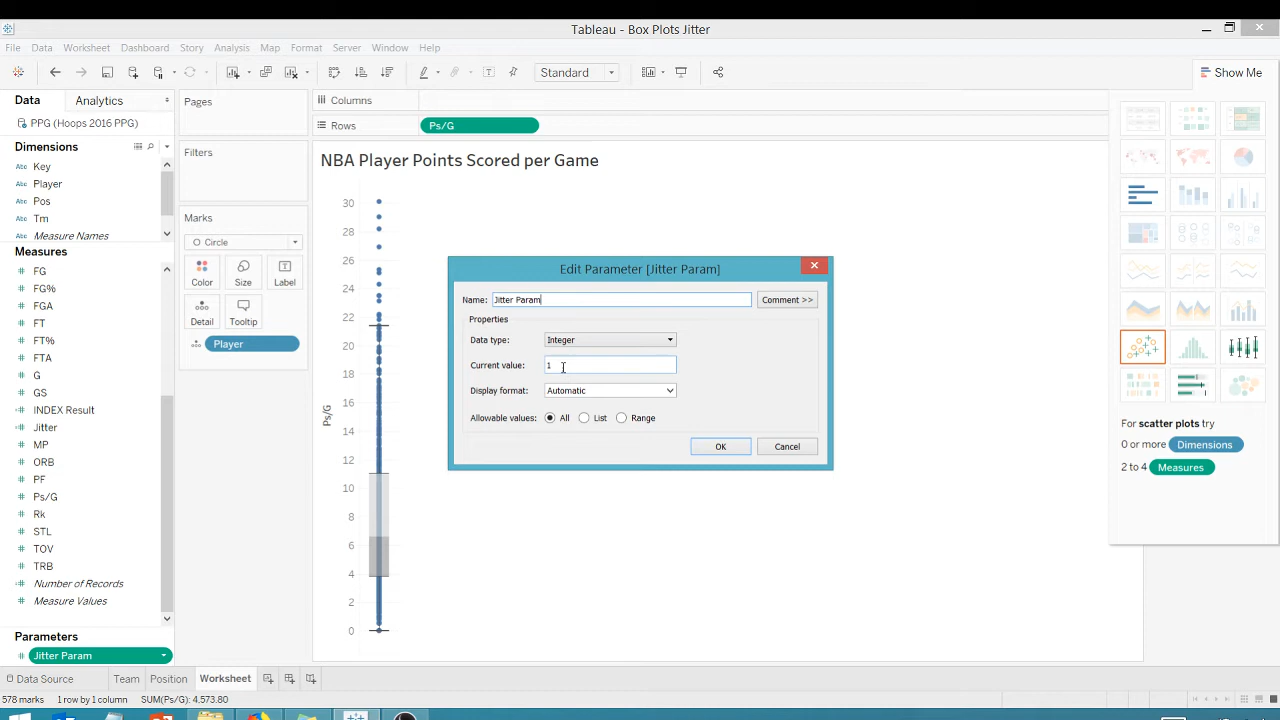 Tableau - Box Plots Jitter
File Data Worksheet Dashboard Story Analysis Map Format Server Window Help
Standard
Show Me
Data Analytics
PPG (Hoops 2016 PPG)
Dimensions
Abc Key
Abc Player
Abc Pos
Abc Tm
Abc Measure Names
Measures
# FG
# FG%
# FGA
# FT
# FT%
# FTA
# G
# GS
# INDEX Result
# Jitter
# MP
# ORB
# PF
# Ps/G
# Rk
# STL
# TOV
# TRB
# Number of Records
# Measure Values
Parameters
# Jitter Param
Pages
Filters
Marks
Circle
Color Size Label
Detail Tooltip
Player
Columns
Rows Ps/G
NBA Player Points Scored per Game
30
28
26
24
22
20
18
16
14
12
10
8
6
4
2
0
Ps/G
Edit Parameter [Jitter Param]
Name: Jitter Param Comment >>
Properties
Data type: Integer
Current value: 1
Display format: Automatic
Allowable values: All List Range
OK Cancel
For scatter plots try
0 or more Dimensions
2 to 4 Measures
Data Source Team Position Worksheet
578 marks 1 row by 1 column SUM(Ps/G): 4,573.80